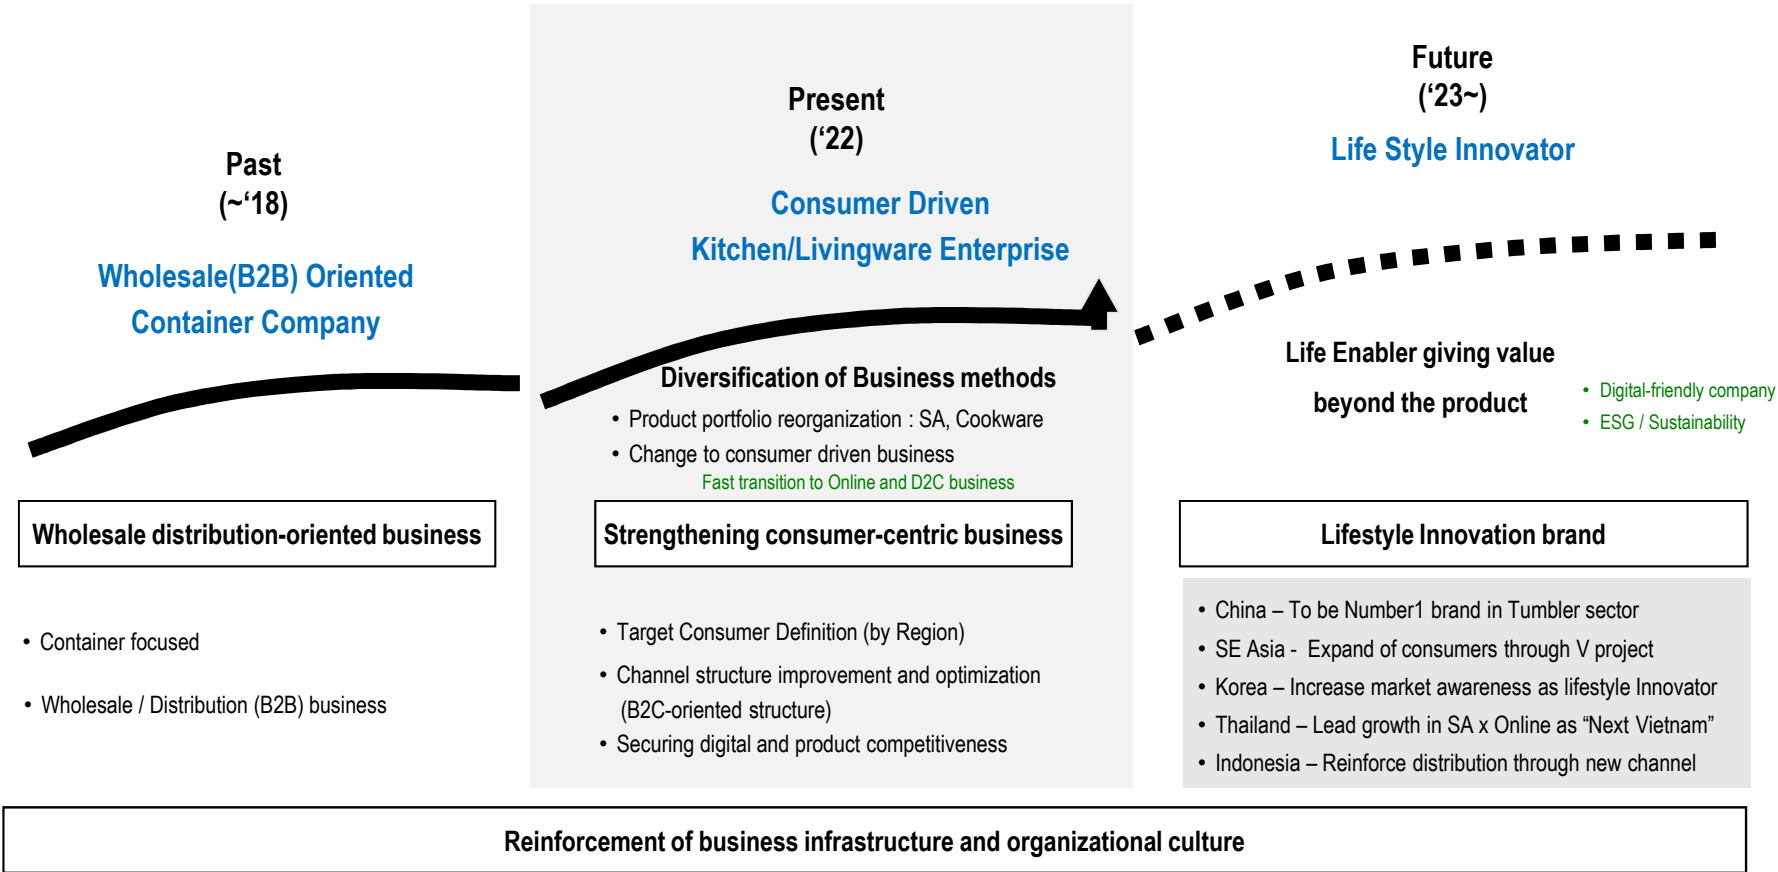 Past
(~‘18)
Wholesale(B2B) Oriented
Container Company
Wholesale distribution-oriented business
• Container focused
• Wholesale / Distribution (B2B) business
Present
(‘22)
Consumer Driven
Kitchen/Livingware Enterprise
Diversification of Business methods
• Product portfolio reorganization : SA, Cookware
• Change to consumer driven business
Fast transition to Online and D2C business
Strengthening consumer-centric business
• Target Consumer Definition (by Region)
• Channel structure improvement and optimization
(B2C-oriented structure)
• Securing digital and product competitiveness
Future
(‘23~)
Life Style Innovator
Life Enabler giving value
beyond the product
• Digital-friendly company
• ESG / Sustainability
Lifestyle Innovation brand
• China – To be Number1 brand in Tumbler sector
• SE Asia - Expand of consumers through V project
• Korea – Increase market awareness as lifestyle Innovator
• Thailand – Lead growth in SA x Online as “Next Vietnam”
• Indonesia – Reinforce distribution through new channel
Reinforcement of business infrastructure and organizational culture